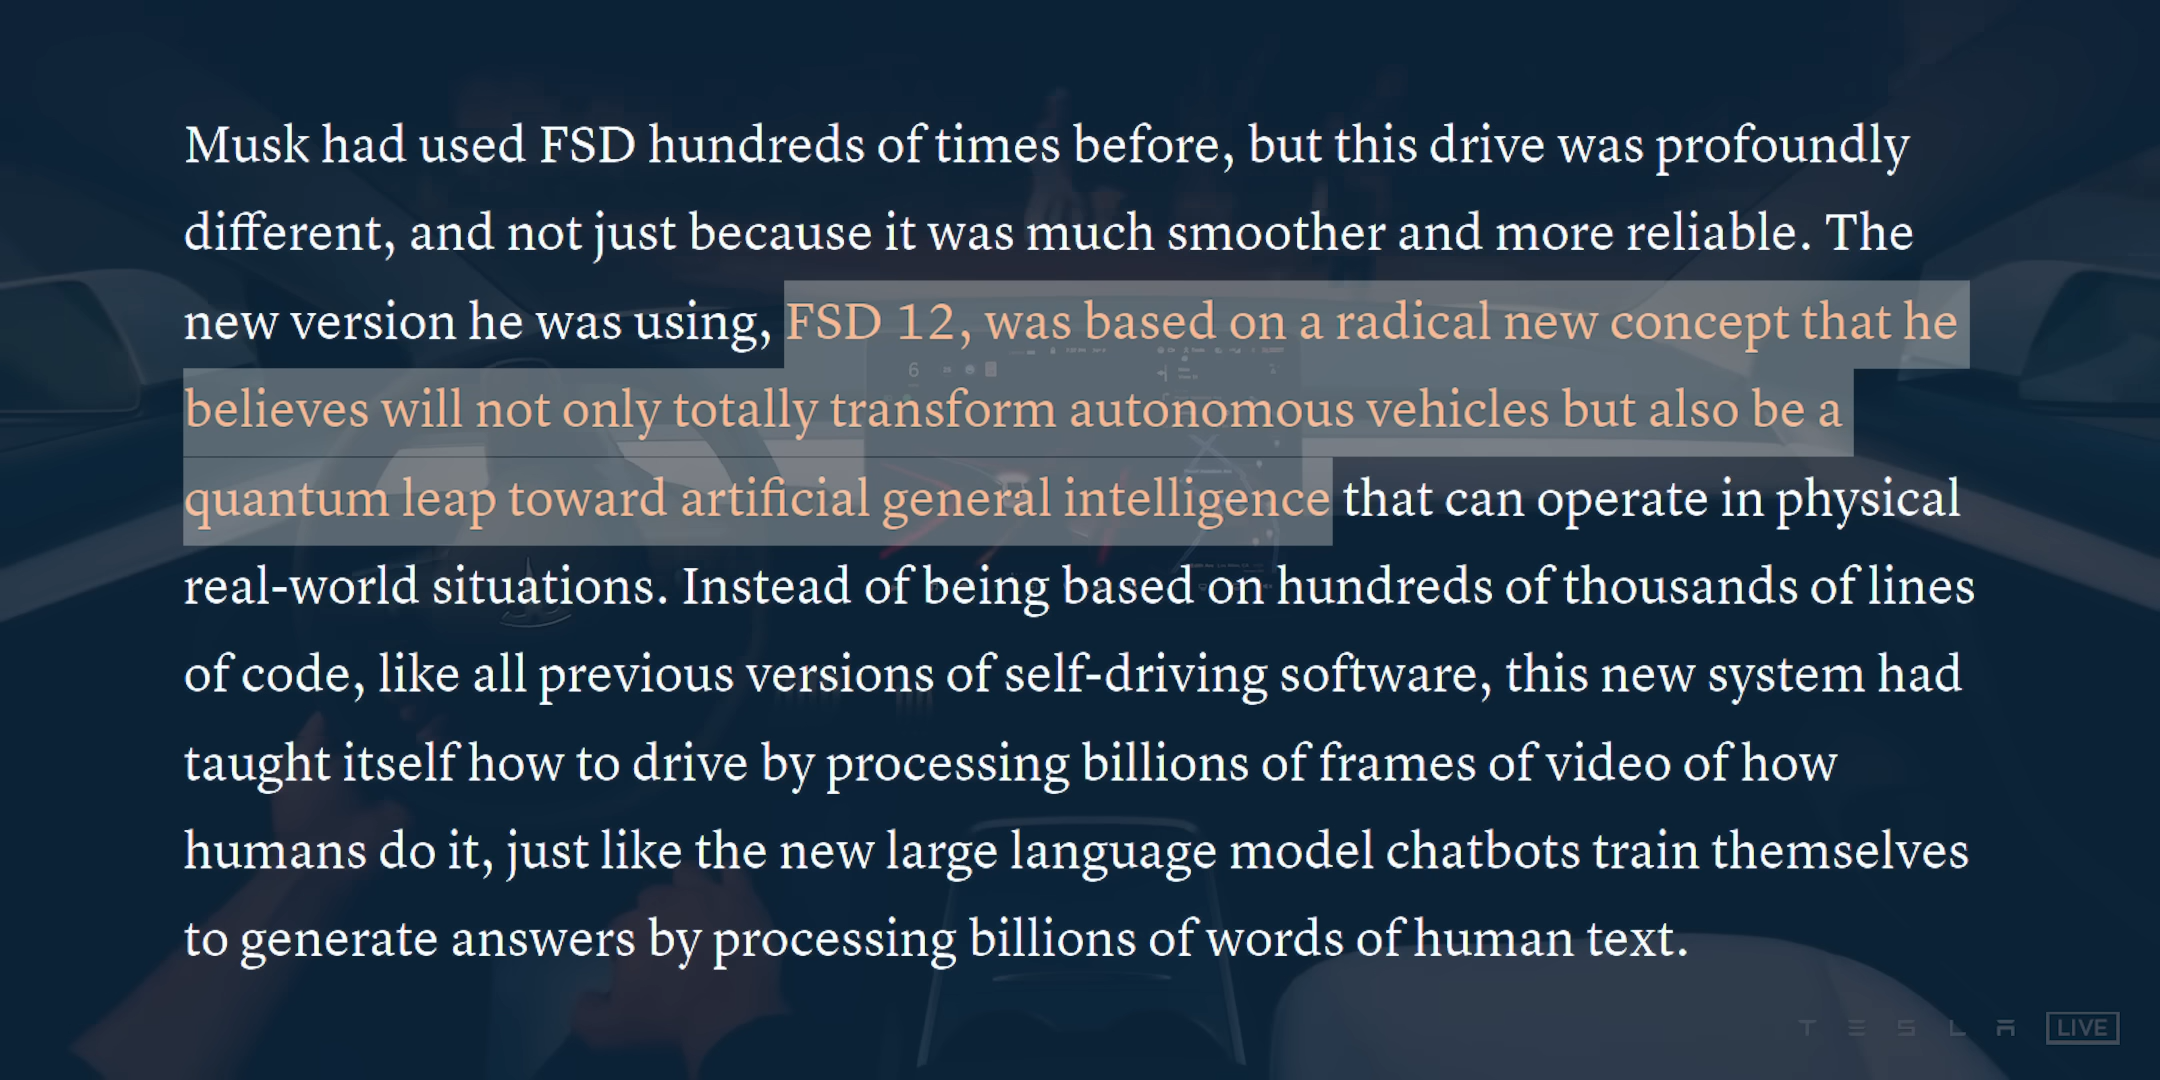 Musk had used FSD hundreds of times before, but this drive was profoundly
different, and not just because it was much smoother and more reliable. The
new version he was using, FSD 12, was based on a radical new concept that he
believes will not only totally transform autonomous vehicles but also be a
quantum leap toward artificial general intelligence that can operate in physical
real-world situations. Instead of being based on hundreds of thousands of lines
of code, like all previous versions of self-driving software, this new system had
taught itself how to drive by processing billions of frames of video of how
humans do it, just like the new large language model chatbots train themselves
to generate answers by processing billions of words of human text.
6
TESLA LIVE